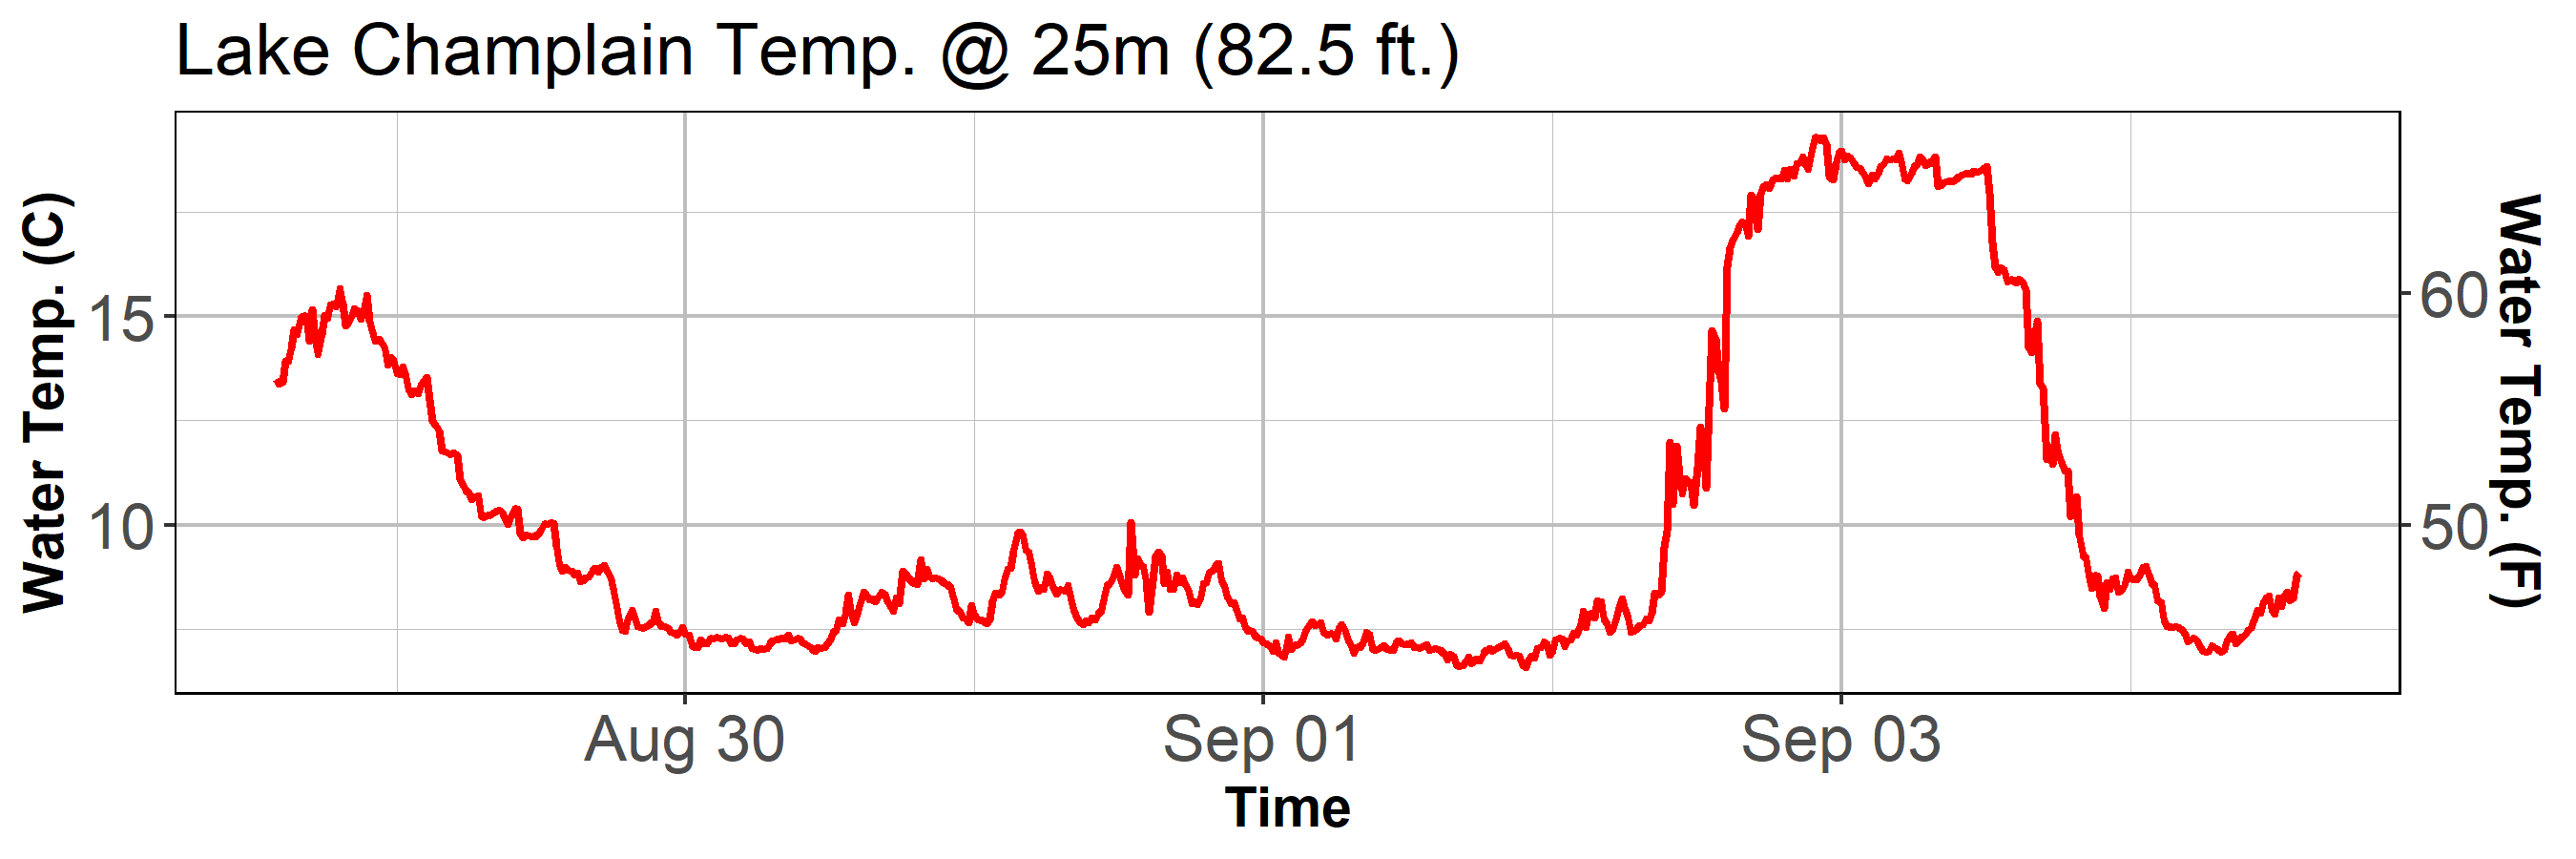 Lake Champlain Temp. @ 25m (82.5 ft.)
Water Temp. (C)
15
10
60
50
Water Temp. (F)
Aug 30
Sep 01
Sep 03
Time